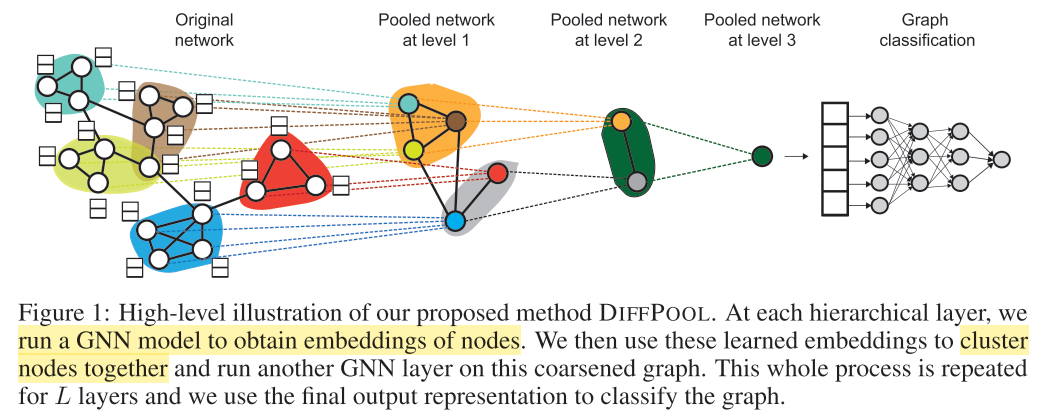 Original
network
Pooled network
at level 1
Pooled network
at level 2
Pooled network
at level 3
Graph
classification
Figure 1: High-level illustration of our proposed method DIFFPOOL. At each hierarchical layer, we
run a GNN model to obtain embeddings of nodes. We then use these learned embeddings to cluster
nodes together and run another GNN layer on this coarsened graph. This whole process is repeated
for L layers and we use the final output representation to classify the graph.